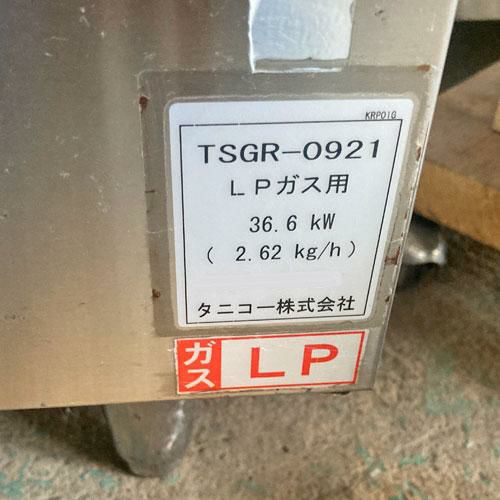 KRP01G
TSGR-0921
LPガス用
36.6 kW
( 2.62 kg/h)
タニコー株式会社
ガス LP